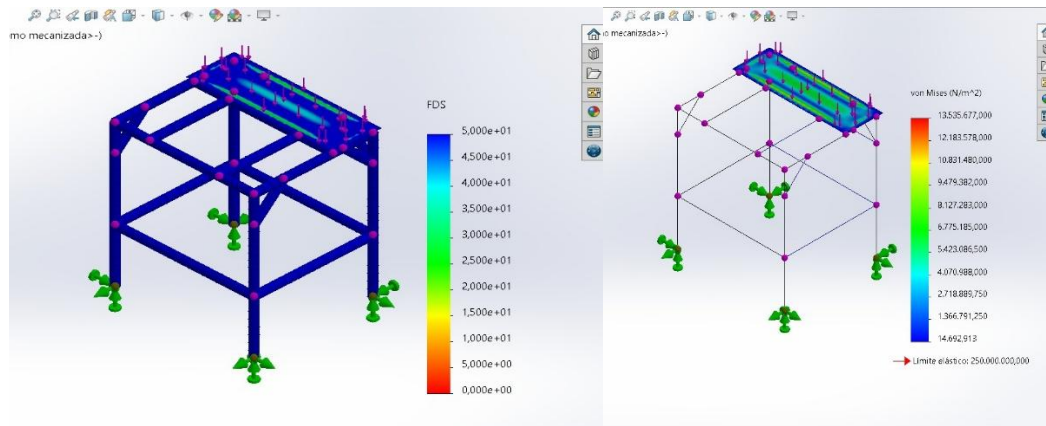 mo mecanizada>-)
FDS
5,000e+01
4,500e+01
4,000e+01
3,500e+01
3,000e+01
2,500e+01
2,000e+01
1,500e+01
1,000e+01
5,000e+00
0,000e+00
mo mecanizada>-)
von Mises (N/m^2)
13.535.677,000
12.183.578,000
10.831.480,000
9.479.382,000
8.127.283,000
6.775.185,000
5.423.086,500
4.070.988,000
2.718.889,750
1.366.791,250
14.692,913
Límite elástico: 250.000.000,000